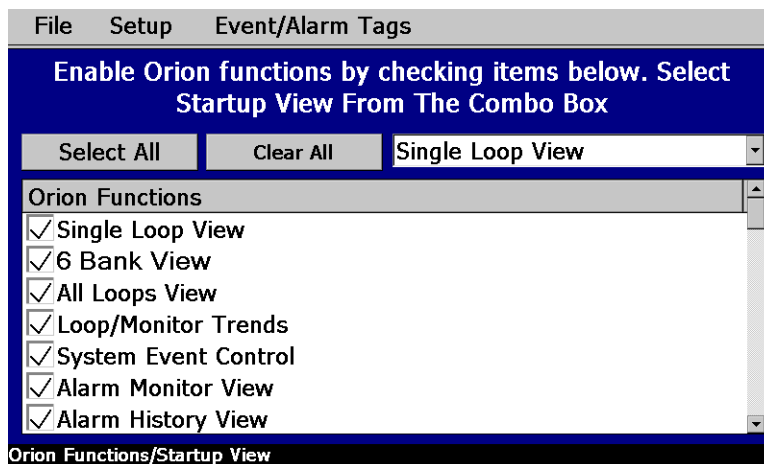 File Setup Event/Alarm Tags
Enable Orion functions by checking items below. Select
Startup View From The Combo Box
Select All Clear All Single Loop View
Orion Functions
Single Loop View
6 Bank View
All Loops View
Loop/Monitor Trends
System Event Control
Alarm Monitor View
Alarm History View
Orion Functions/Startup View